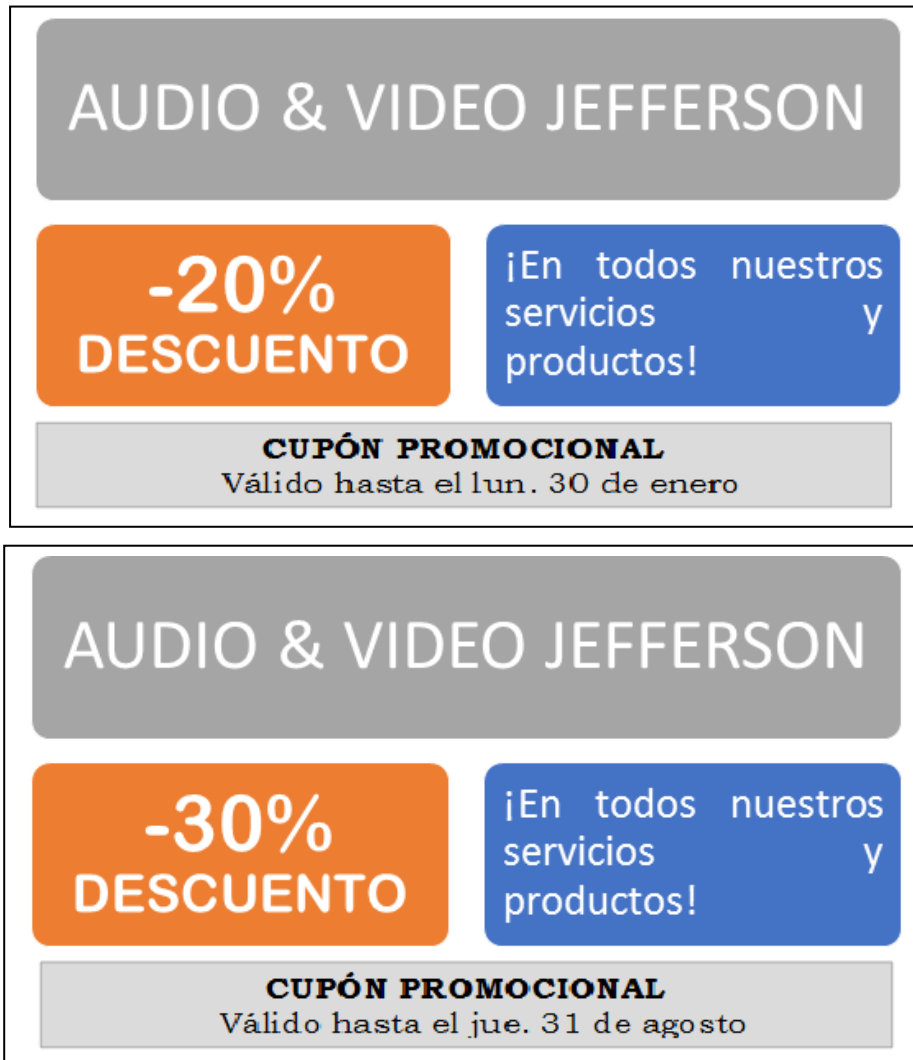 AUDIO & VIDEO JEFFERSON
-20%
DESCUENTO
¡En todos nuestros
servicios y
productos!
CUPÓN PROMOCIONAL
Válido hasta el lun. 30 de enero
AUDIO & VIDEO JEFFERSON
-30%
DESCUENTO
¡En todos nuestros
servicios y
productos!
CUPÓN PROMOCIONAL
Válido hasta el jue. 31 de agosto